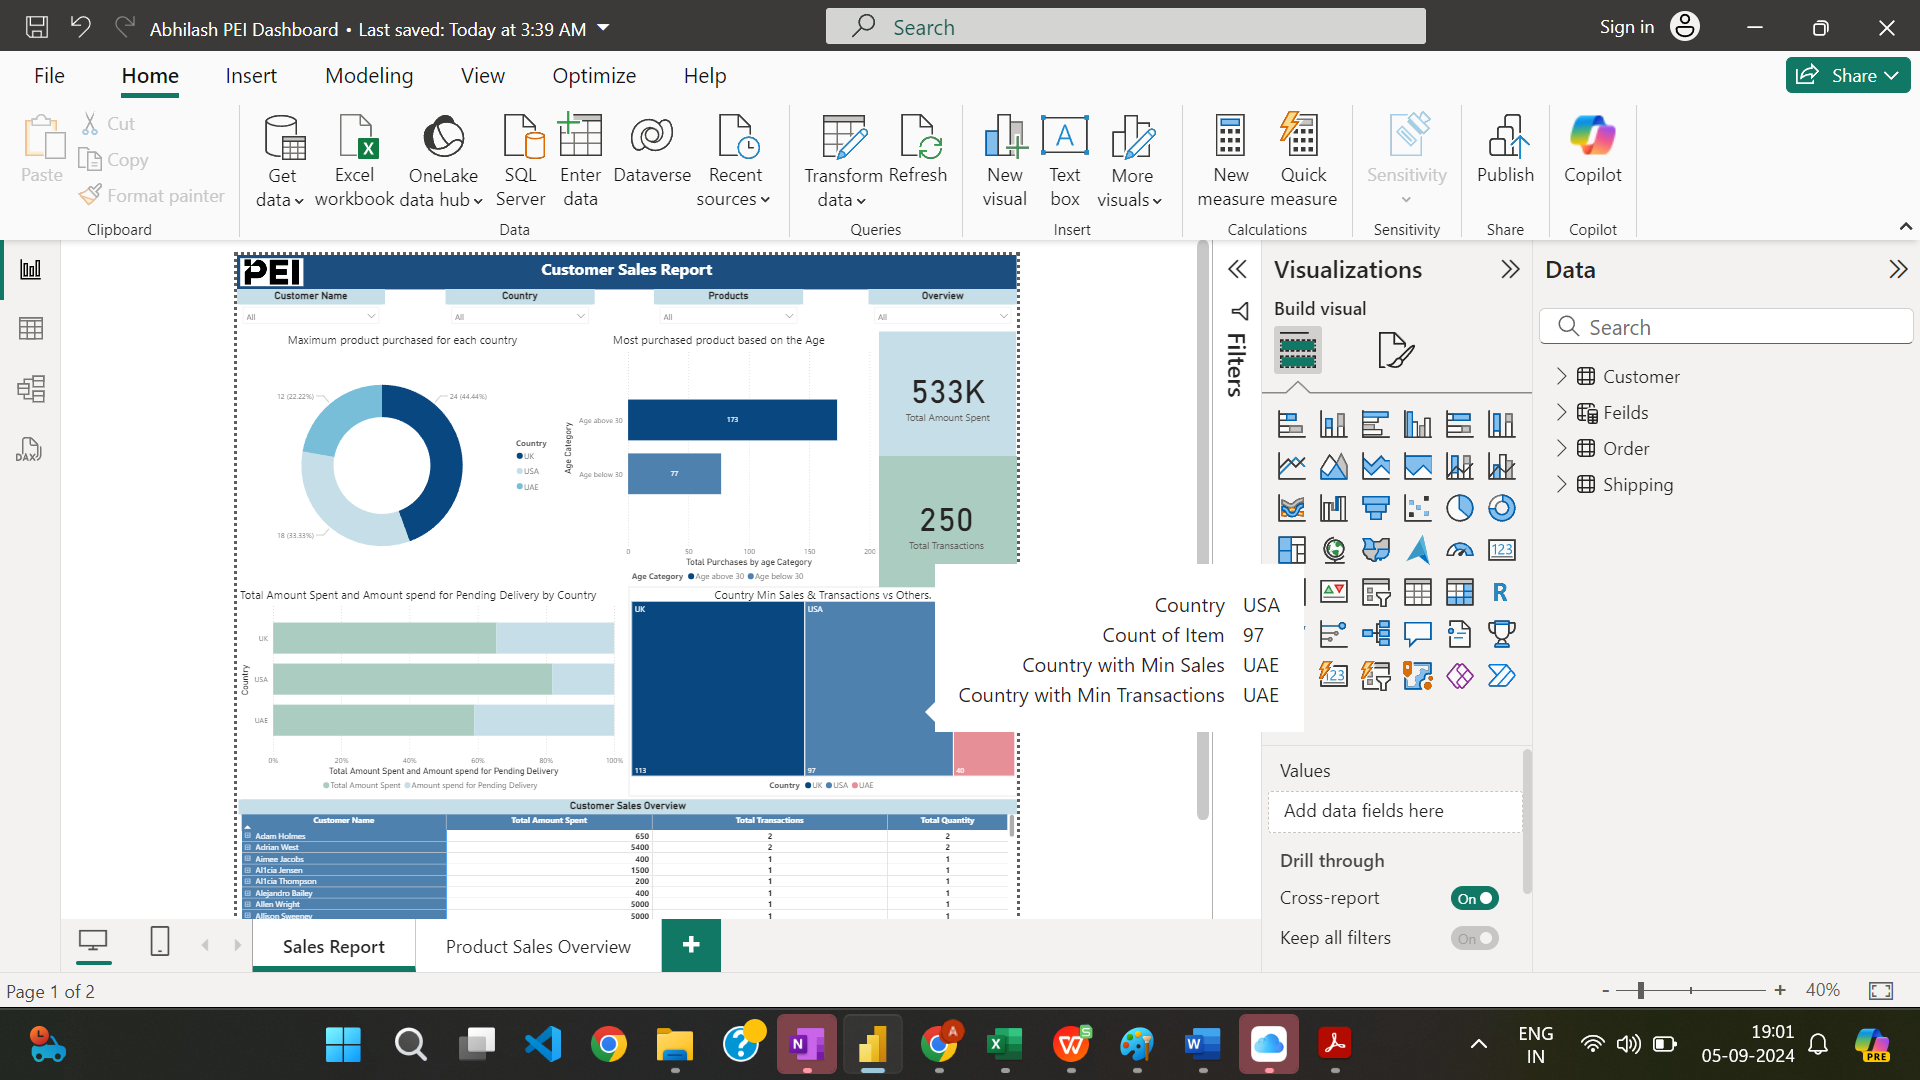 Abhilash PEI Dashboard • Last saved: Today at 3:39 AM
Search
Sign in
File
Home
Insert
Modeling
View
Optimize
Help
Share
Paste
Cut
Copy
Format painter
Clipboard
Get data
Excel workbook
OneLake data hub
SQL Server
Enter data
Dataverse
Recent sources
Data
Transform data
Refresh
Queries
New visual
Text box
More visuals
Insert
New measure
Quick measure
Calculations
Sensitivity
Sensitivity
Publish
Share
Copilot
Copilot
DAX
PEI
Customer Sales Report
Customer Name
Country
Products
Overview
All
All
All
All
Maximum product purchased for each country
12 (22.22%)
24 (44.44%)
18 (33.33%)
Country
UK
USA
UAE
Most purchased product based on the Age
Age Category
Age above 30
173
Age below 30
77
0
50
100
150
200
Total Purchases by age Category
Age Category
Age above 30
Age below 30
533K
Total Amount Spent
250
Total Transactions
Total Amount Spent and Amount spend for Pending Delivery by Country
Country
UK
USA
UAE
0%
20%
40%
60%
80%
100%
Total Amount Spent and Amount spend for Pending Delivery
Total Amount Spent
Amount spend for Pending Delivery
Country Min Sales & Transactions vs Others.
UK
USA
113
97
40
Country
UK
USA
UAE
Country USA
Count of Item 97
Country with Min Sales UAE
Country with Min Transactions UAE
Customer Sales Overview
Customer Name Total Amount Spent Total Transactions Total Quantity
Adam Holmes 650 2 2
Adrian West 5400 2 2
Aimee Jacobs 400 1 1
Al1cia Jensen 1500 1 1
Al1cia Thompson 200 1 1
Alejandro Bailey 400 1 1
Allen Wright 5000 1 1
Allison Sweeney 5000 1 1
Filters
Visualizations
Build visual
123
R
123
Values
Add data fields here
Drill through
Cross-report
On
Keep all filters
On
Data
Search
Customer
Feilds
Order
Shipping
Sales Report
Product Sales Overview
Page 1 of 2
40%
ENG
IN
19:01
05-09-2024
PRE